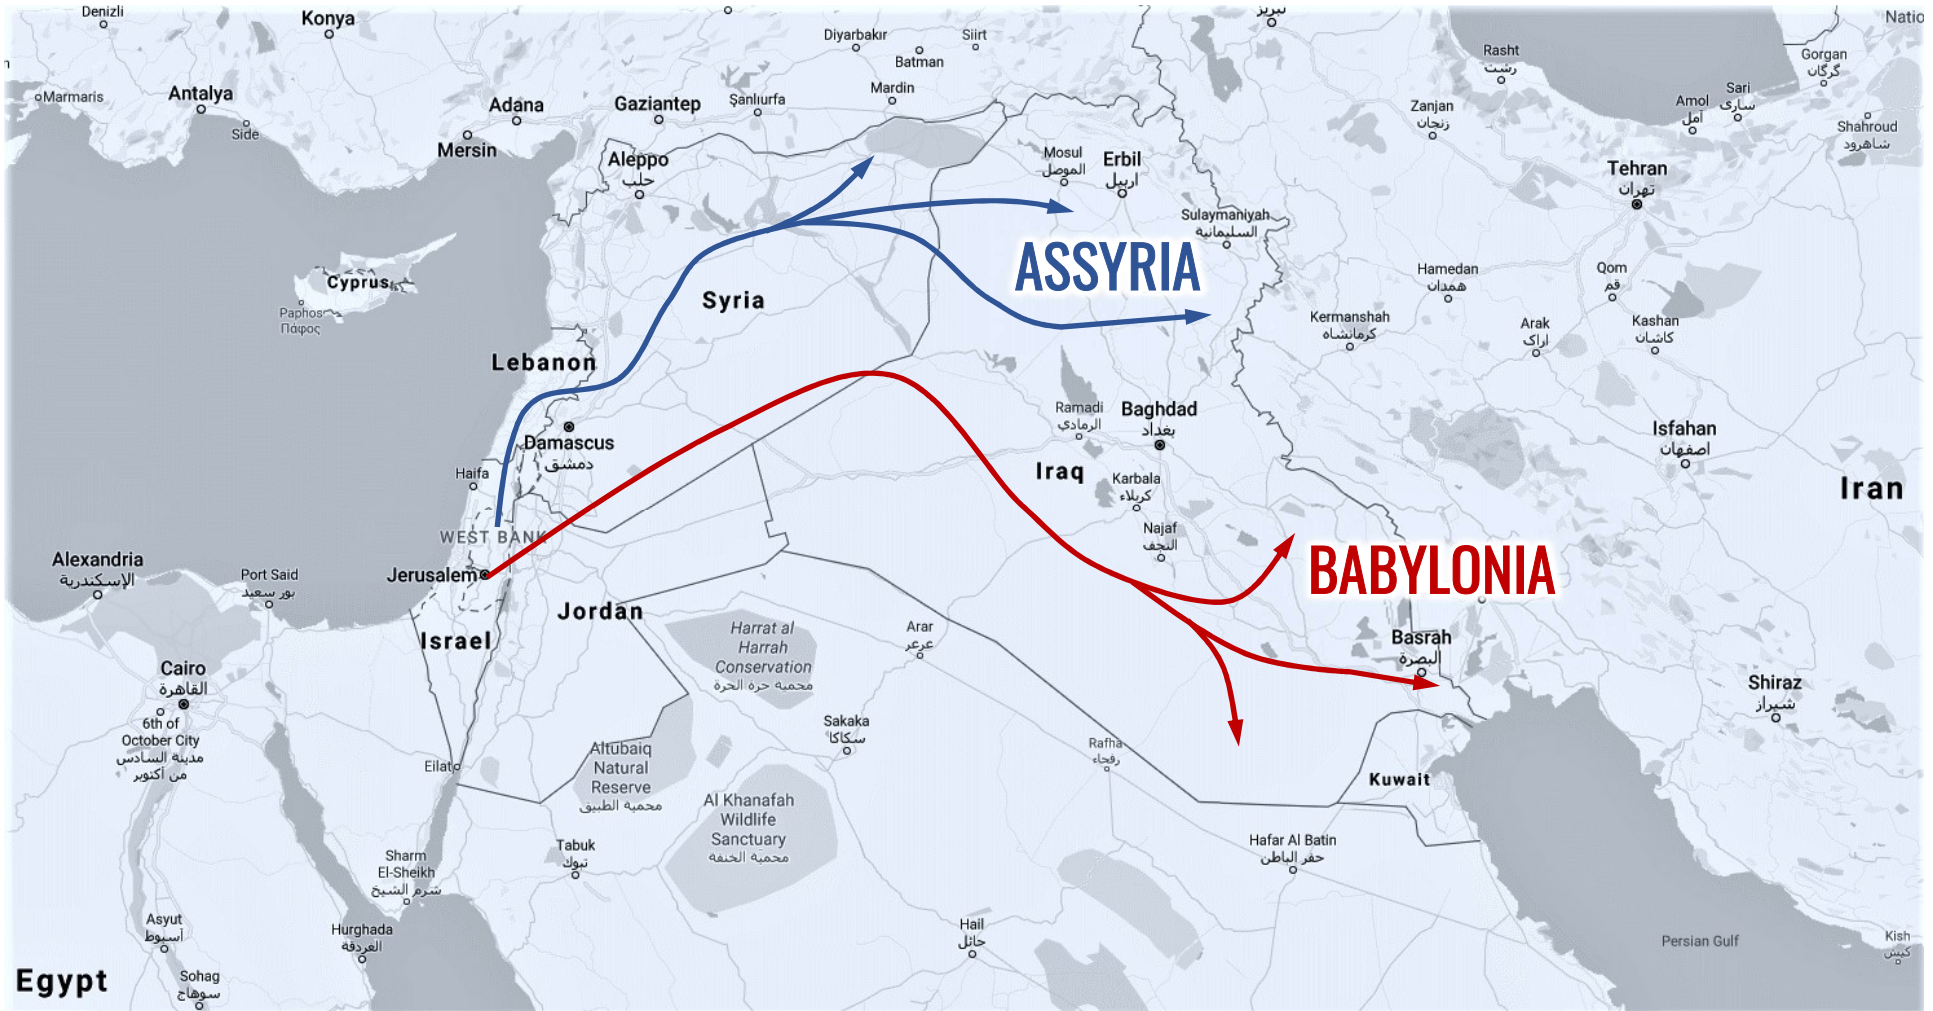 Denizli
Konya
Diyarbakır
Siirt
Batman
تبریز
Natio
Rasht
رشت
Gorgan
گرگان
Marmaris
Antalya
Side
Adana
Mersin
Gaziantep
Şanlıurfa
Mardin
Zanjan
زنجان
Amol
آمل
Sari
ساری
Shahroud
شاهرود
Aleppo
حلب
Mosul
الموصل
Erbil
اربيل
Tehran
تهران
Sulaymaniyah
السليمانية
ASSYRIA
Cyprus
Paphos
Πάφος
Syria
Hamedan
همدان
Qom
قم
Kermanshah
کرمانشاه
Arak
اراک
Kashan
کاشان
Lebanon
Damascus
دمشق
Ramadi
الرمادي
Baghdad
بغداد
Isfahan
اصفهان
Haifa
Iraq
Karbala
كربلاء
Iran
WEST BANK
Najaf
النجف
Alexandria
الإسكندرية
Port Said
بور سعيد
Jerusalem
BABYLONIA
Jordan
Israel
Harrat al
Harrah
Conservation
محمية حرة الحرة
Arar
عرعر
Basrah
البصرة
Cairo
القاهرة
6th of
October City
مدينة السادس
من أكتوبر
Shiraz
شیراز
Sakaka
سكاكا
Eilat
Altubaiq
Natural
Reserve
محمية الطبيق
Rafha
رفحاء
Kuwait
Al Khanafah
Wildlife
Sanctuary
محمية الخنفة
Tabuk
تبوك
Hafar Al Batin
حفر الباطن
Sharm
El-Sheikh
شرم الشيخ
Asyut
أسيوط
Hurghada
الغردقة
Hail
حائل
Persian Gulf
Kish
کیش
Egypt
Sohag
سوهاج